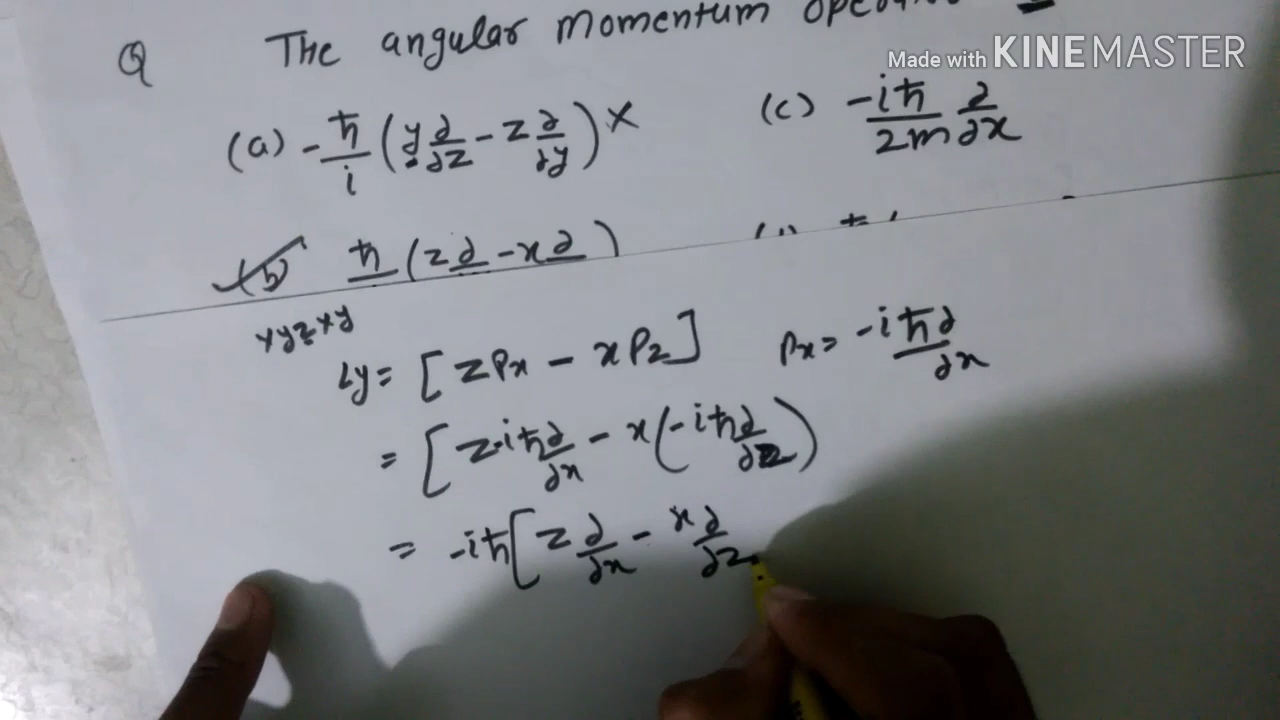 Made with KINEMASTER
Q The angular momentum
(a) -ħ/i (y ∂/∂z - z ∂/∂y) ×
(c) -iħ/2m ∂/∂x
(b) ħ (z∂ - x∂)
xyzxy
Ly = [zPx - xPz] Px = -iħ∂/∂x
= [z-iħ∂/∂x - x(-iħ∂/∂z)
= -iħ[z ∂/∂x - x∂/∂z